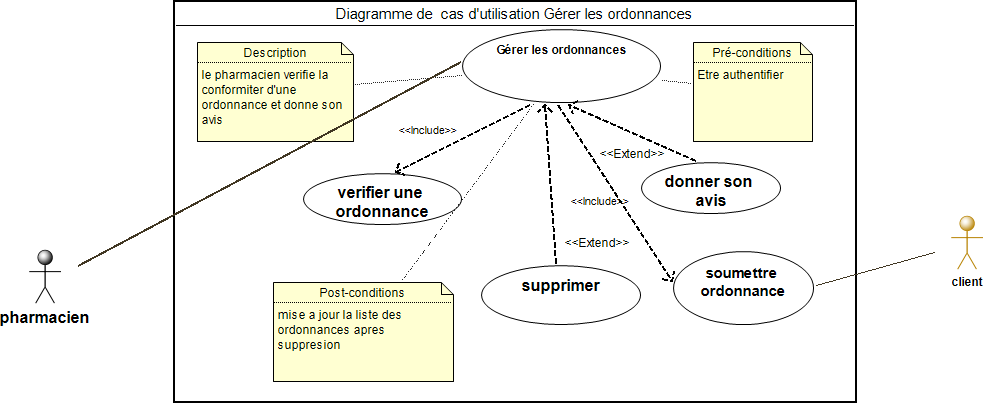 Diagramme de cas d'utilisation Gérer les ordonnances
Description
le pharmacien verifie la
conformiter d'une
ordonnance et donne son
avis
Gérer les ordonnances
Pré-conditions
Etre authentifier
<<Include>>
<<Extend>>
verifier une
ordonnance
donner son
avis
<<Include>>
<<Extend>>
supprimer
soumettre
ordonnance
client
pharmacien
Post-conditions
mise a jour la liste des
ordonnances apres
suppresion